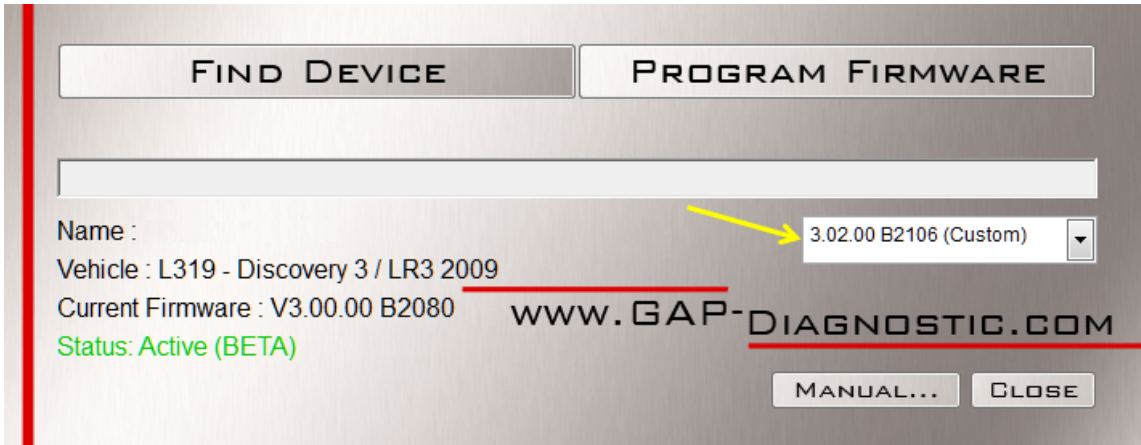 FIND DEVICE
PROGRAM FIRMWARE
Name :
3.02.00 B2106 (Custom)
Vehicle : L319 - Discovery 3 / LR3 2009
Current Firmware : V3.00.00 B2080
www.GAP-DIAGNOSTIC.COM
Status: Active (BETA)
MANUAL...
CLOSE